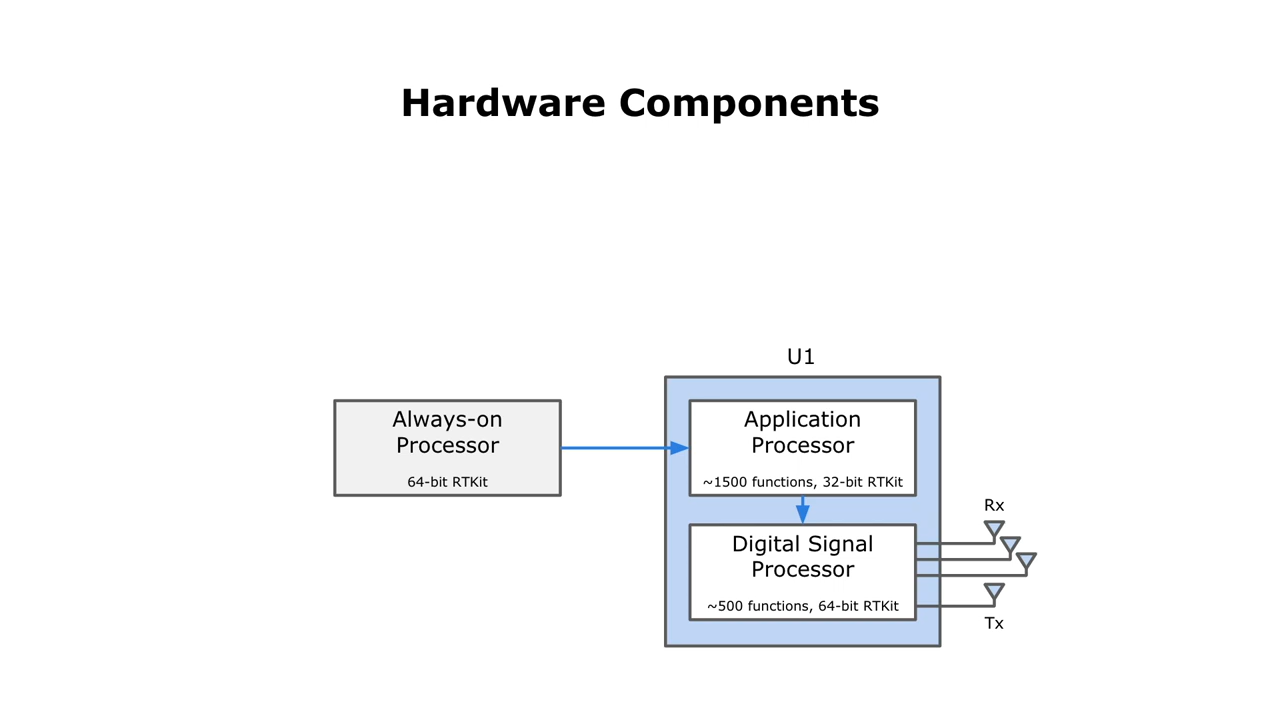 Hardware Components
U1
Always-on
Processor
64-bit RTKit
Application
Processor
~1500 functions, 32-bit RTKit
Digital Signal
Processor
~500 functions, 64-bit RTKit
Rx
Tx